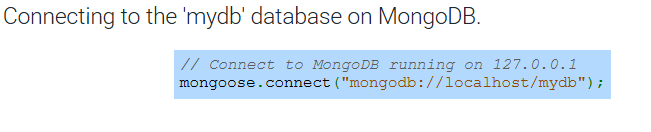 Connecting to the 'mydb' database on MongoDB.
// Connect to MongoDB running on 127.0.0.1
mongoose.connect("mongodb://localhost/mydb");